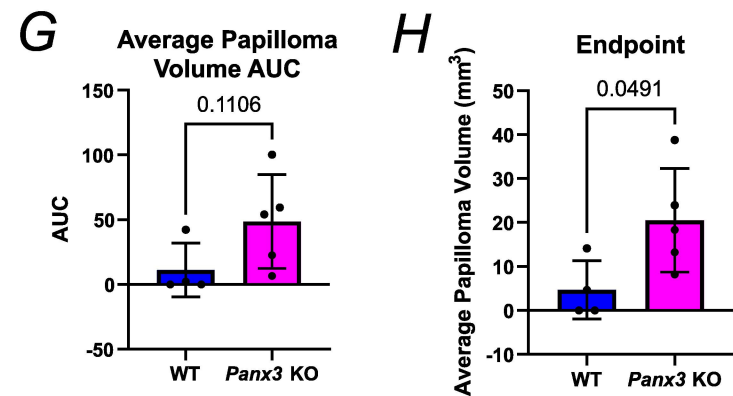 G
Average Papilloma
Volume AUC
0.1106
AUC
150
100
50
0
-50
WT
Panx3 KO
H
Endpoint
0.0491
Average Papilloma Volume (mm³)
50
40
30
20
10
0
-10
WT
Panx3 KO